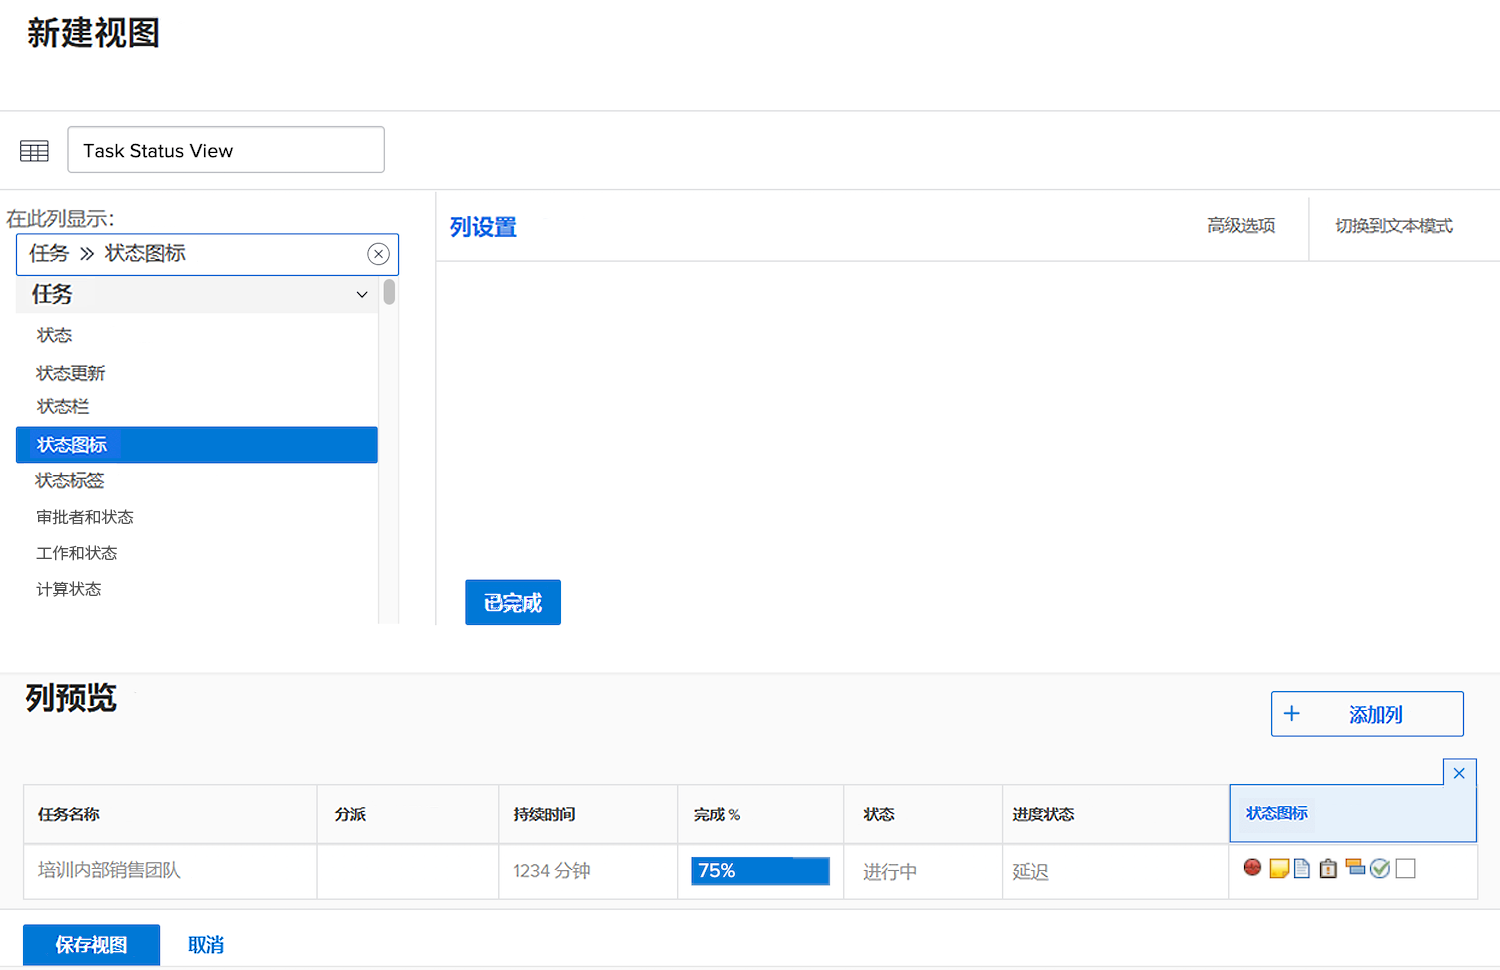 新建视图
Task Status View
在此列显示:
任务 » 状态图标
任务
状态
状态更新
状态栏
状态图标
状态标签
审批者和状态
工作和状态
计算状态
列设置
高级选项
切换到文本模式
已完成
列预览
+ 添加列
任务名称 分派 持续时间 完成 % 状态 进度状态 状态图标
培训内部销售团队 1234 分钟 75% 进行中 延迟
保存视图 取消